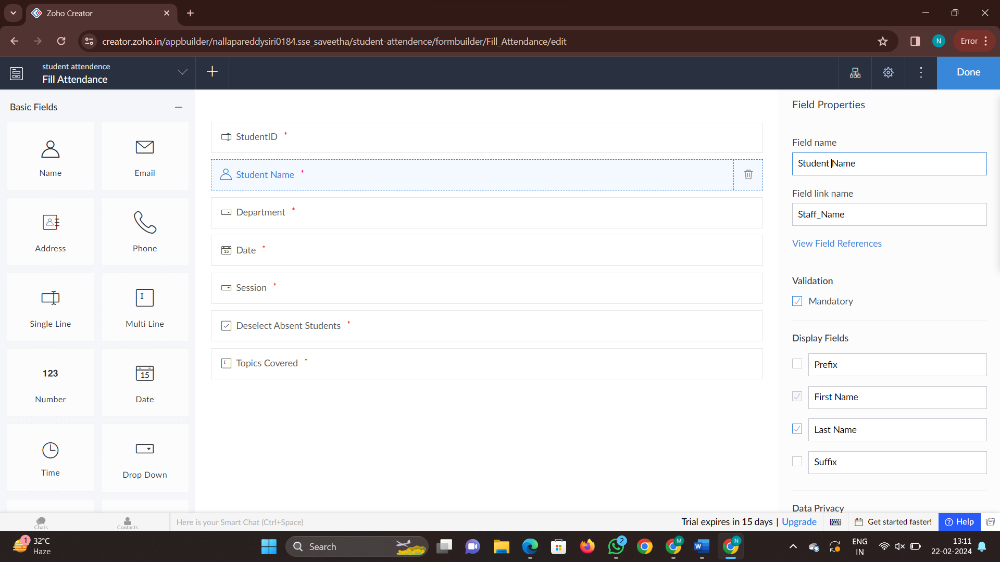 Zoho Creator
creator.zoho.in/appbuilder/nallapareddysiri0184.sse_saveetha/student-attendence/formbuilder/Fill_Attendance/edit
N
Error
student attendence
Fill Attendance
Done
Basic Fields
Name
Email
Address
Phone
Single Line
Multi Line
123
Number
15
Date
Time
Drop Down
StudentID *
Student Name *
Department *
15 Date *
Session *
Deselect Absent Students *
Topics Covered *
Field Properties
Field name
Student Name
Field link name
Staff_Name
View Field References
Validation
Mandatory
Display Fields
Prefix
First Name
Last Name
Suffix
Data Privacy
Chats
Contacts
Here is your Smart Chat (Ctrl+Space)
Trial expires in 15 days | Upgrade
Get started faster!
? Help
1
32°C
Haze
Search
2
M
W
N
ENG
IN
13:11
22-02-2024